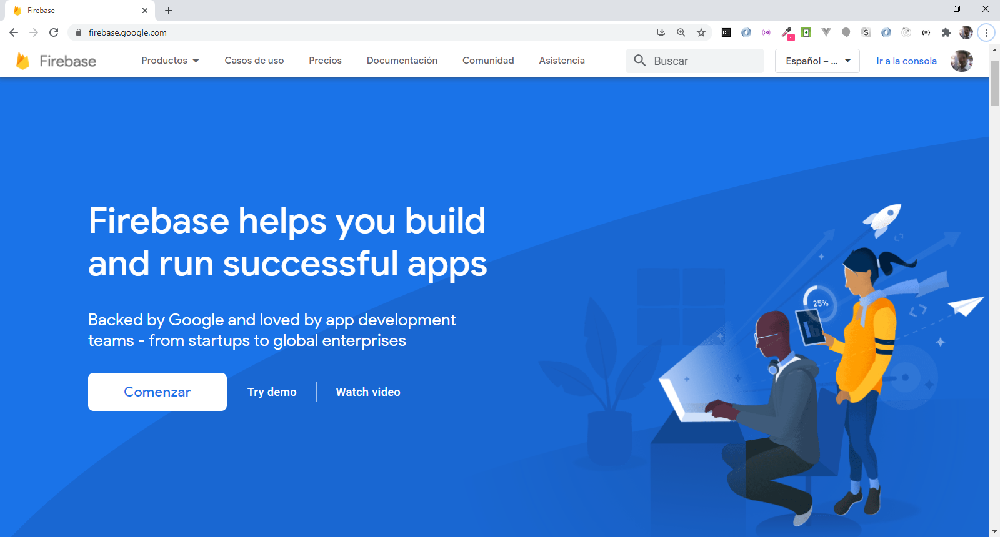 Firebase
firebase.google.com
Cb
S
Firebase
Productos
Casos de uso
Precios
Documentación
Comunidad
Asistencia
Buscar
Español – ...
Ir a la consola
Firebase helps you build
and run successful apps
Backed by Google and loved by app development
teams - from startups to global enterprises
Comenzar
Try demo
Watch video
25%